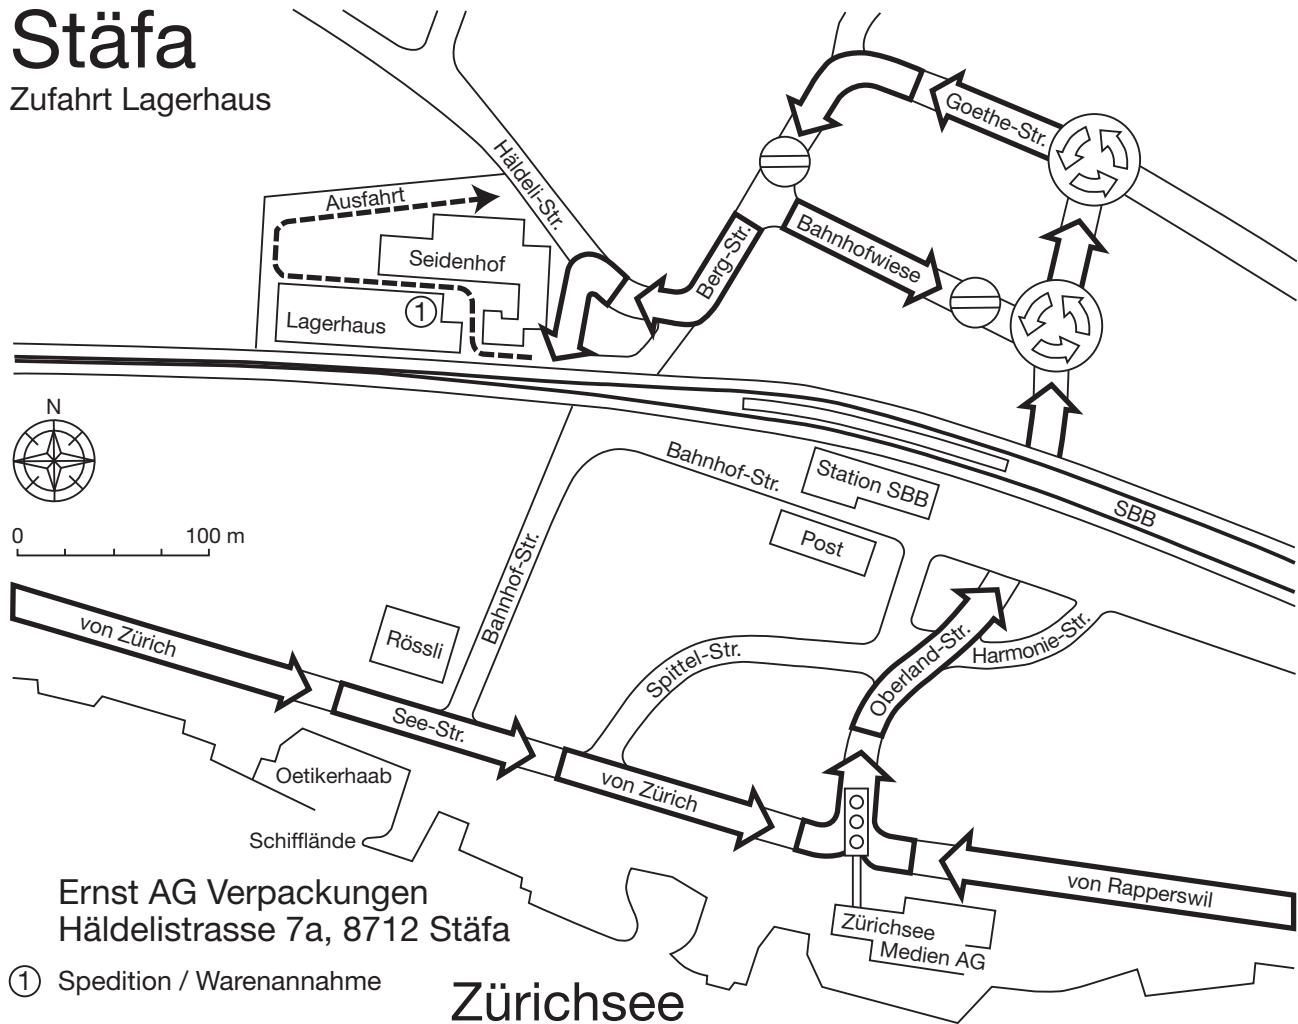 Stäfa
Zufahrt Lagerhaus
Goethe-Str.
Häldeli-Str.
Ausfahrt
Berg-Str.
Bahnhofwiese
Seidenhof
1
Lagerhaus
N
0 100 m
Bahnhof-Str.
Station SBB
SBB
Post
Bahnhof-Str.
von Zürich
Rössli
Spittel-Str.
Oberland-Str.
Harmonie-Str.
See-Str.
Oetikerhaab
von Zürich
Schifflände
von Rapperswil
Zürichsee
Medien AG
Ernst AG Verpackungen
Häldelistrasse 7a, 8712 Stäfa
1 Spedition / Warenannahme
Zürichsee